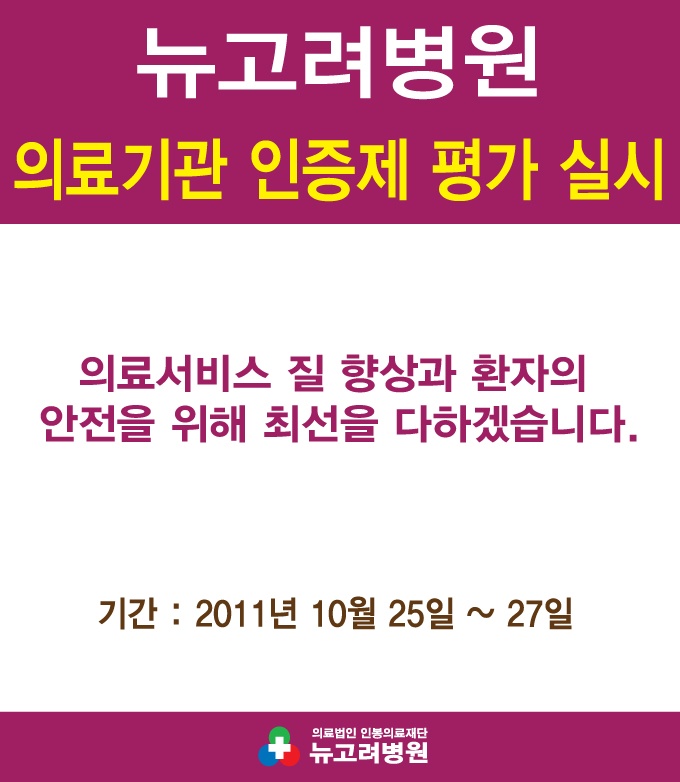 뉴고려병원
의료기관 인증제 평가 실시
의료서비스 질 향상과 환자의
안전을 위해 최선을 다하겠습니다.
기간 : 2011년 10월 25일 ~ 27일
의료법인 인봉의료재단
뉴고려병원